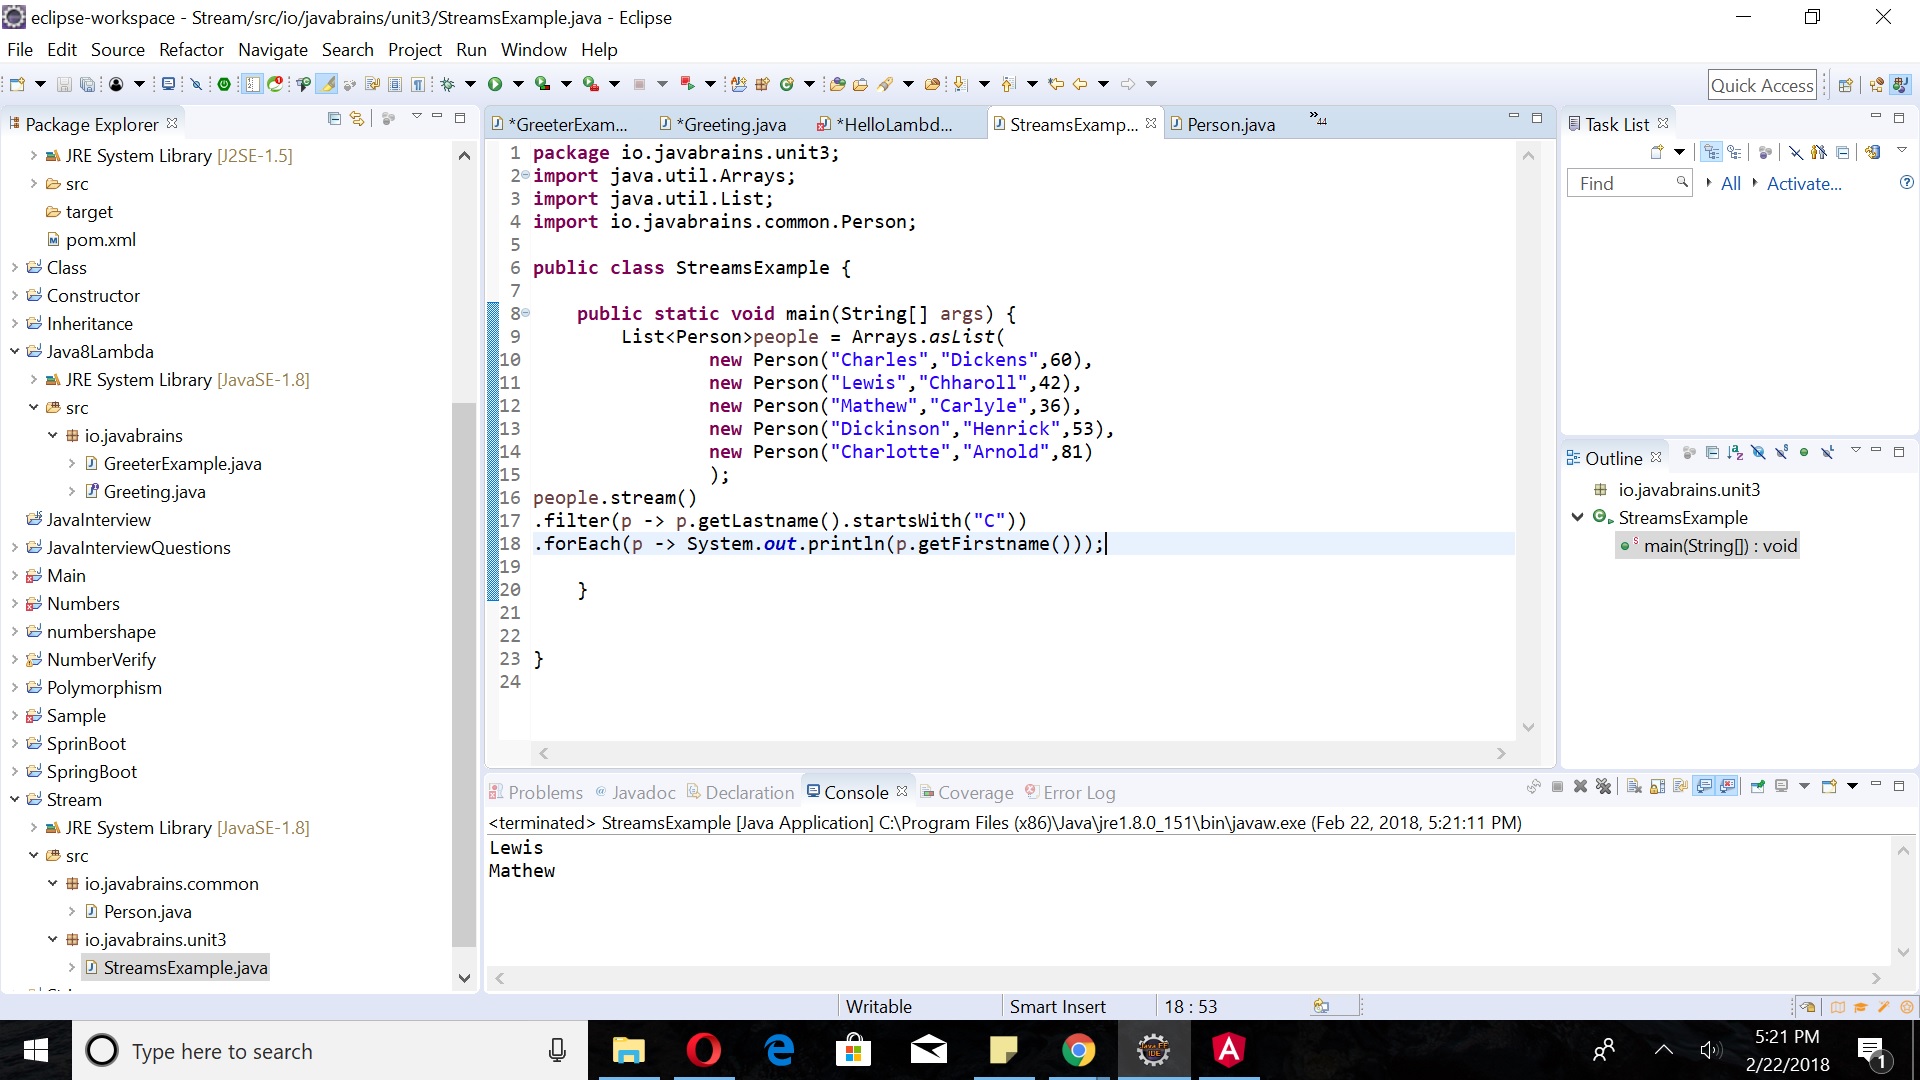 eclipse-workspace - Stream/src/io/javabrains/unit3/StreamsExample.java - Eclipse
File Edit Source Refactor Navigate Search Project Run Window Help
Quick Access
Package Explorer
JRE System Library [J2SE-1.5]
src
target
pom.xml
Class
Constructor
Inheritance
Java8Lambda
JRE System Library [JavaSE-1.8]
src
io.javabrains
GreeterExample.java
Greeting.java
JavaInterview
JavaInterviewQuestions
Main
Numbers
numbershape
NumberVerify
Polymorphism
Sample
SprinBoot
SpringBoot
Stream
JRE System Library [JavaSE-1.8]
src
io.javabrains.common
Person.java
io.javabrains.unit3
StreamsExample.java
*GreeterExam... *Greeting.java *HelloLambd... StreamsExamp... Person.java »44
1 package io.javabrains.unit3;
2 import java.util.Arrays;
3 import java.util.List;
4 import io.javabrains.common.Person;
5
6 public class StreamsExample {
7
8 public static void main(String[] args) {
9 List<Person>people = Arrays.asList(
10 new Person("Charles","Dickens",60),
11 new Person("Lewis","Chharoll",42),
12 new Person("Mathew","Carlyle",36),
13 new Person("Dickinson","Henrick",53),
14 new Person("Charlotte","Arnold",81)
15 );
16 people.stream()
17 .filter(p -> p.getLastname().startsWith("C"))
18 .forEach(p -> System.out.println(p.getFirstname()));
19
20 }
21
22
23 }
24
Task List
Find All Activate...
Outline
io.javabrains.unit3
StreamsExample
main(String[]) : void
Problems @ Javadoc Declaration Console Coverage Error Log
<terminated> StreamsExample [Java Application] C:\Program Files (x86)\Java\jre1.8.0_151\bin\javaw.exe (Feb 22, 2018, 5:21:11 PM)
Lewis
Mathew
Writable Smart Insert 18 : 53
Type here to search
5:21 PM
2/22/2018
1